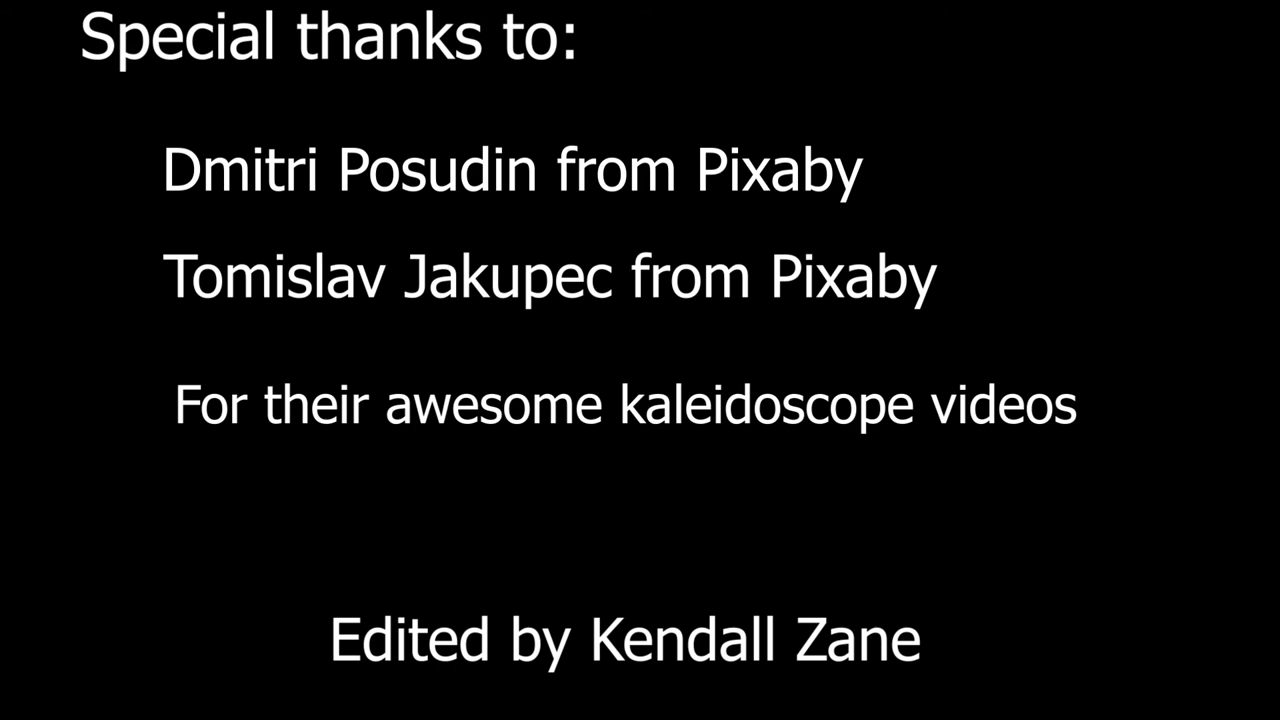 Special thanks to:
Dmitri Posudin from Pixaby
Tomislav Jakupec from Pixaby
For their awesome kaleidoscope videos
Edited by Kendall Zane